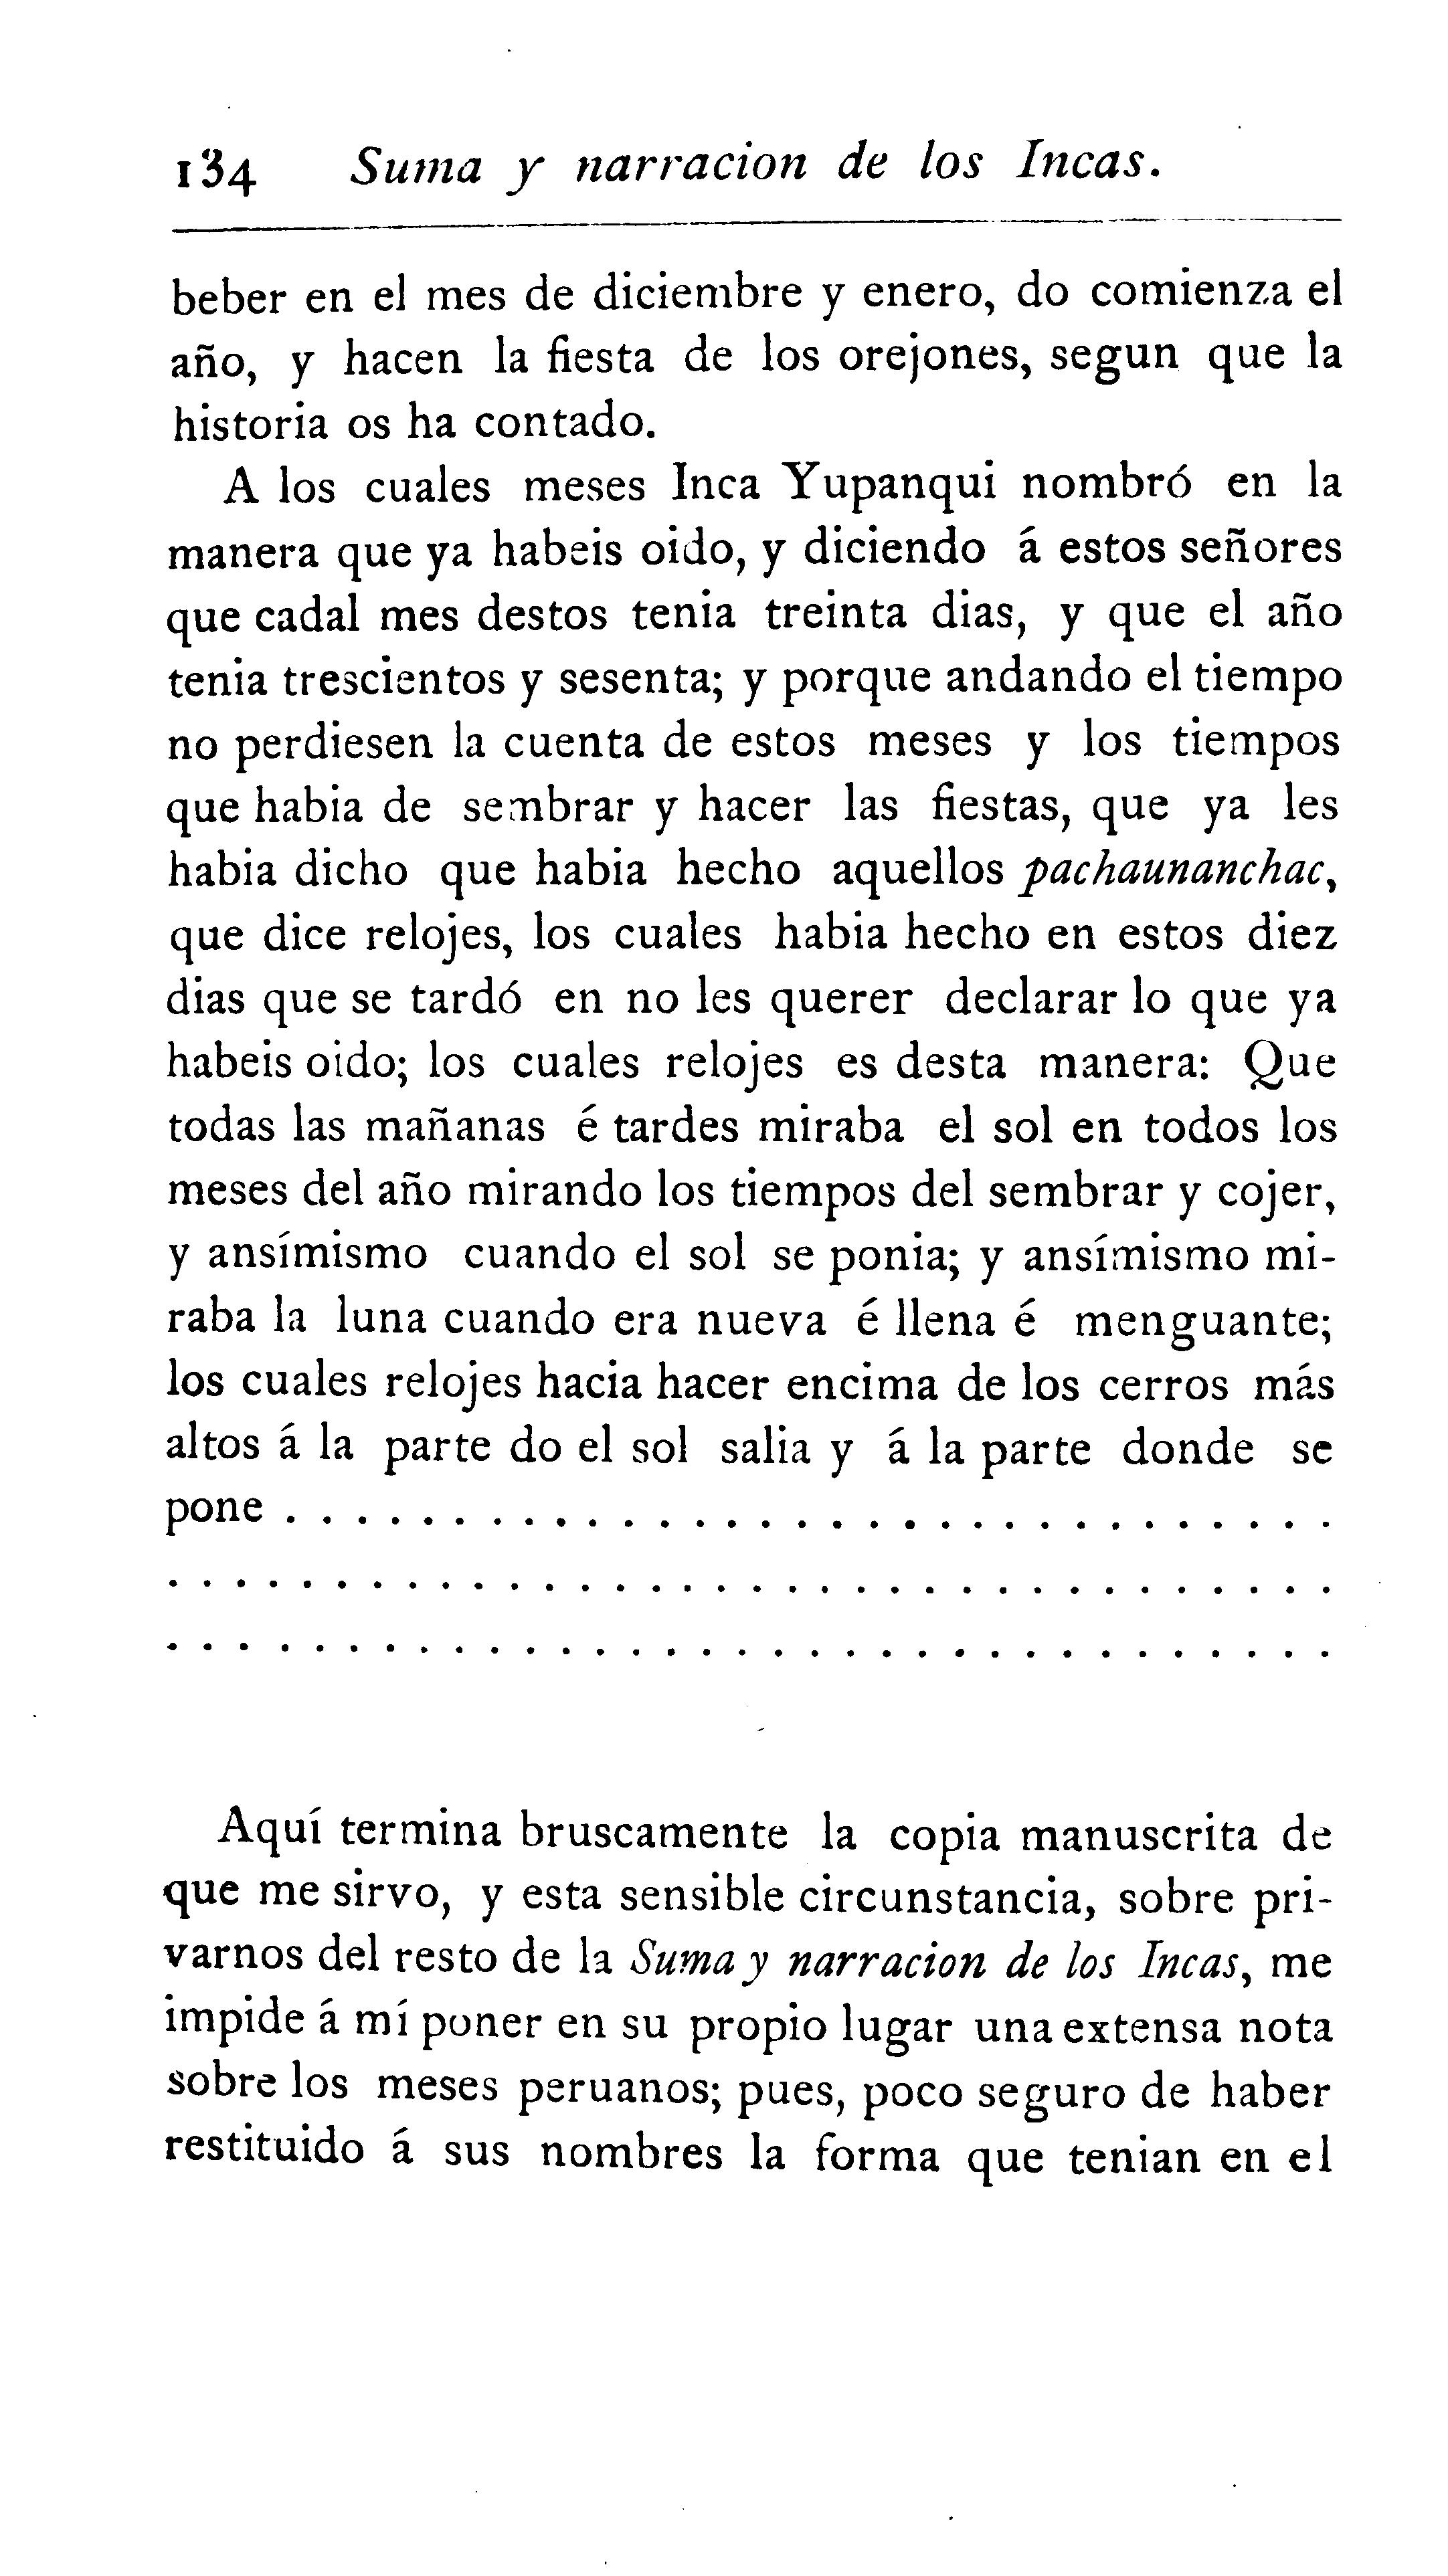 134 Suma y narracion de los Incas.
beber en el mes de diciembre y enero, do comienza el
año, y hacen la fiesta de los orejones, segun que la
historia os ha contado.
A los cuales meses Inca Yupanqui nombró en la
manera que ya habeis oido, y diciendo á estos señores
que cadal mes destos tenia treinta dias, y que el año
tenia trescientos y sesenta; y porque andando el tiempo
no perdiesen la cuenta de estos meses y los tiempos
que habia de sembrar y hacer las fiestas, que ya les
habia dicho que habia hecho aquellos pachaunanchac,
que dice relojes, los cuales habia hecho en estos diez
dias que se tardó en no les querer declarar lo que ya
habeis oido; los cuales relojes es desta manera: Que
todas las mañanas é tardes miraba el sol en todos los
meses del año mirando los tiempos del sembrar y cojer,
y ansímismo cuando el sol se ponia; y ansímismo mi-
raba la luna cuando era nueva é llena é menguante;
los cuales relojes hacia hacer encima de los cerros más
altos á la parte do el sol salia y á la parte donde se
pone . . . . . . . . . . . . . . . . . . . . . . . . . . . . . . .
. . . . . . . . . . . . . . . . . . . . . . . . . . . . . . . . . .
. . . . . . . . . . . . . . . . . . . . . . . . . . . . . . . . .
Aquí termina bruscamente la copia manuscrita de
que me sirvo, y esta sensible circunstancia, sobre pri-
varnos del resto de la Suma y narracion de los Incas, me
impide á mí poner en su propio lugar una extensa nota
sobre los meses peruanos; pues, poco seguro de haber
restituido á sus nombres la forma que tenian en el